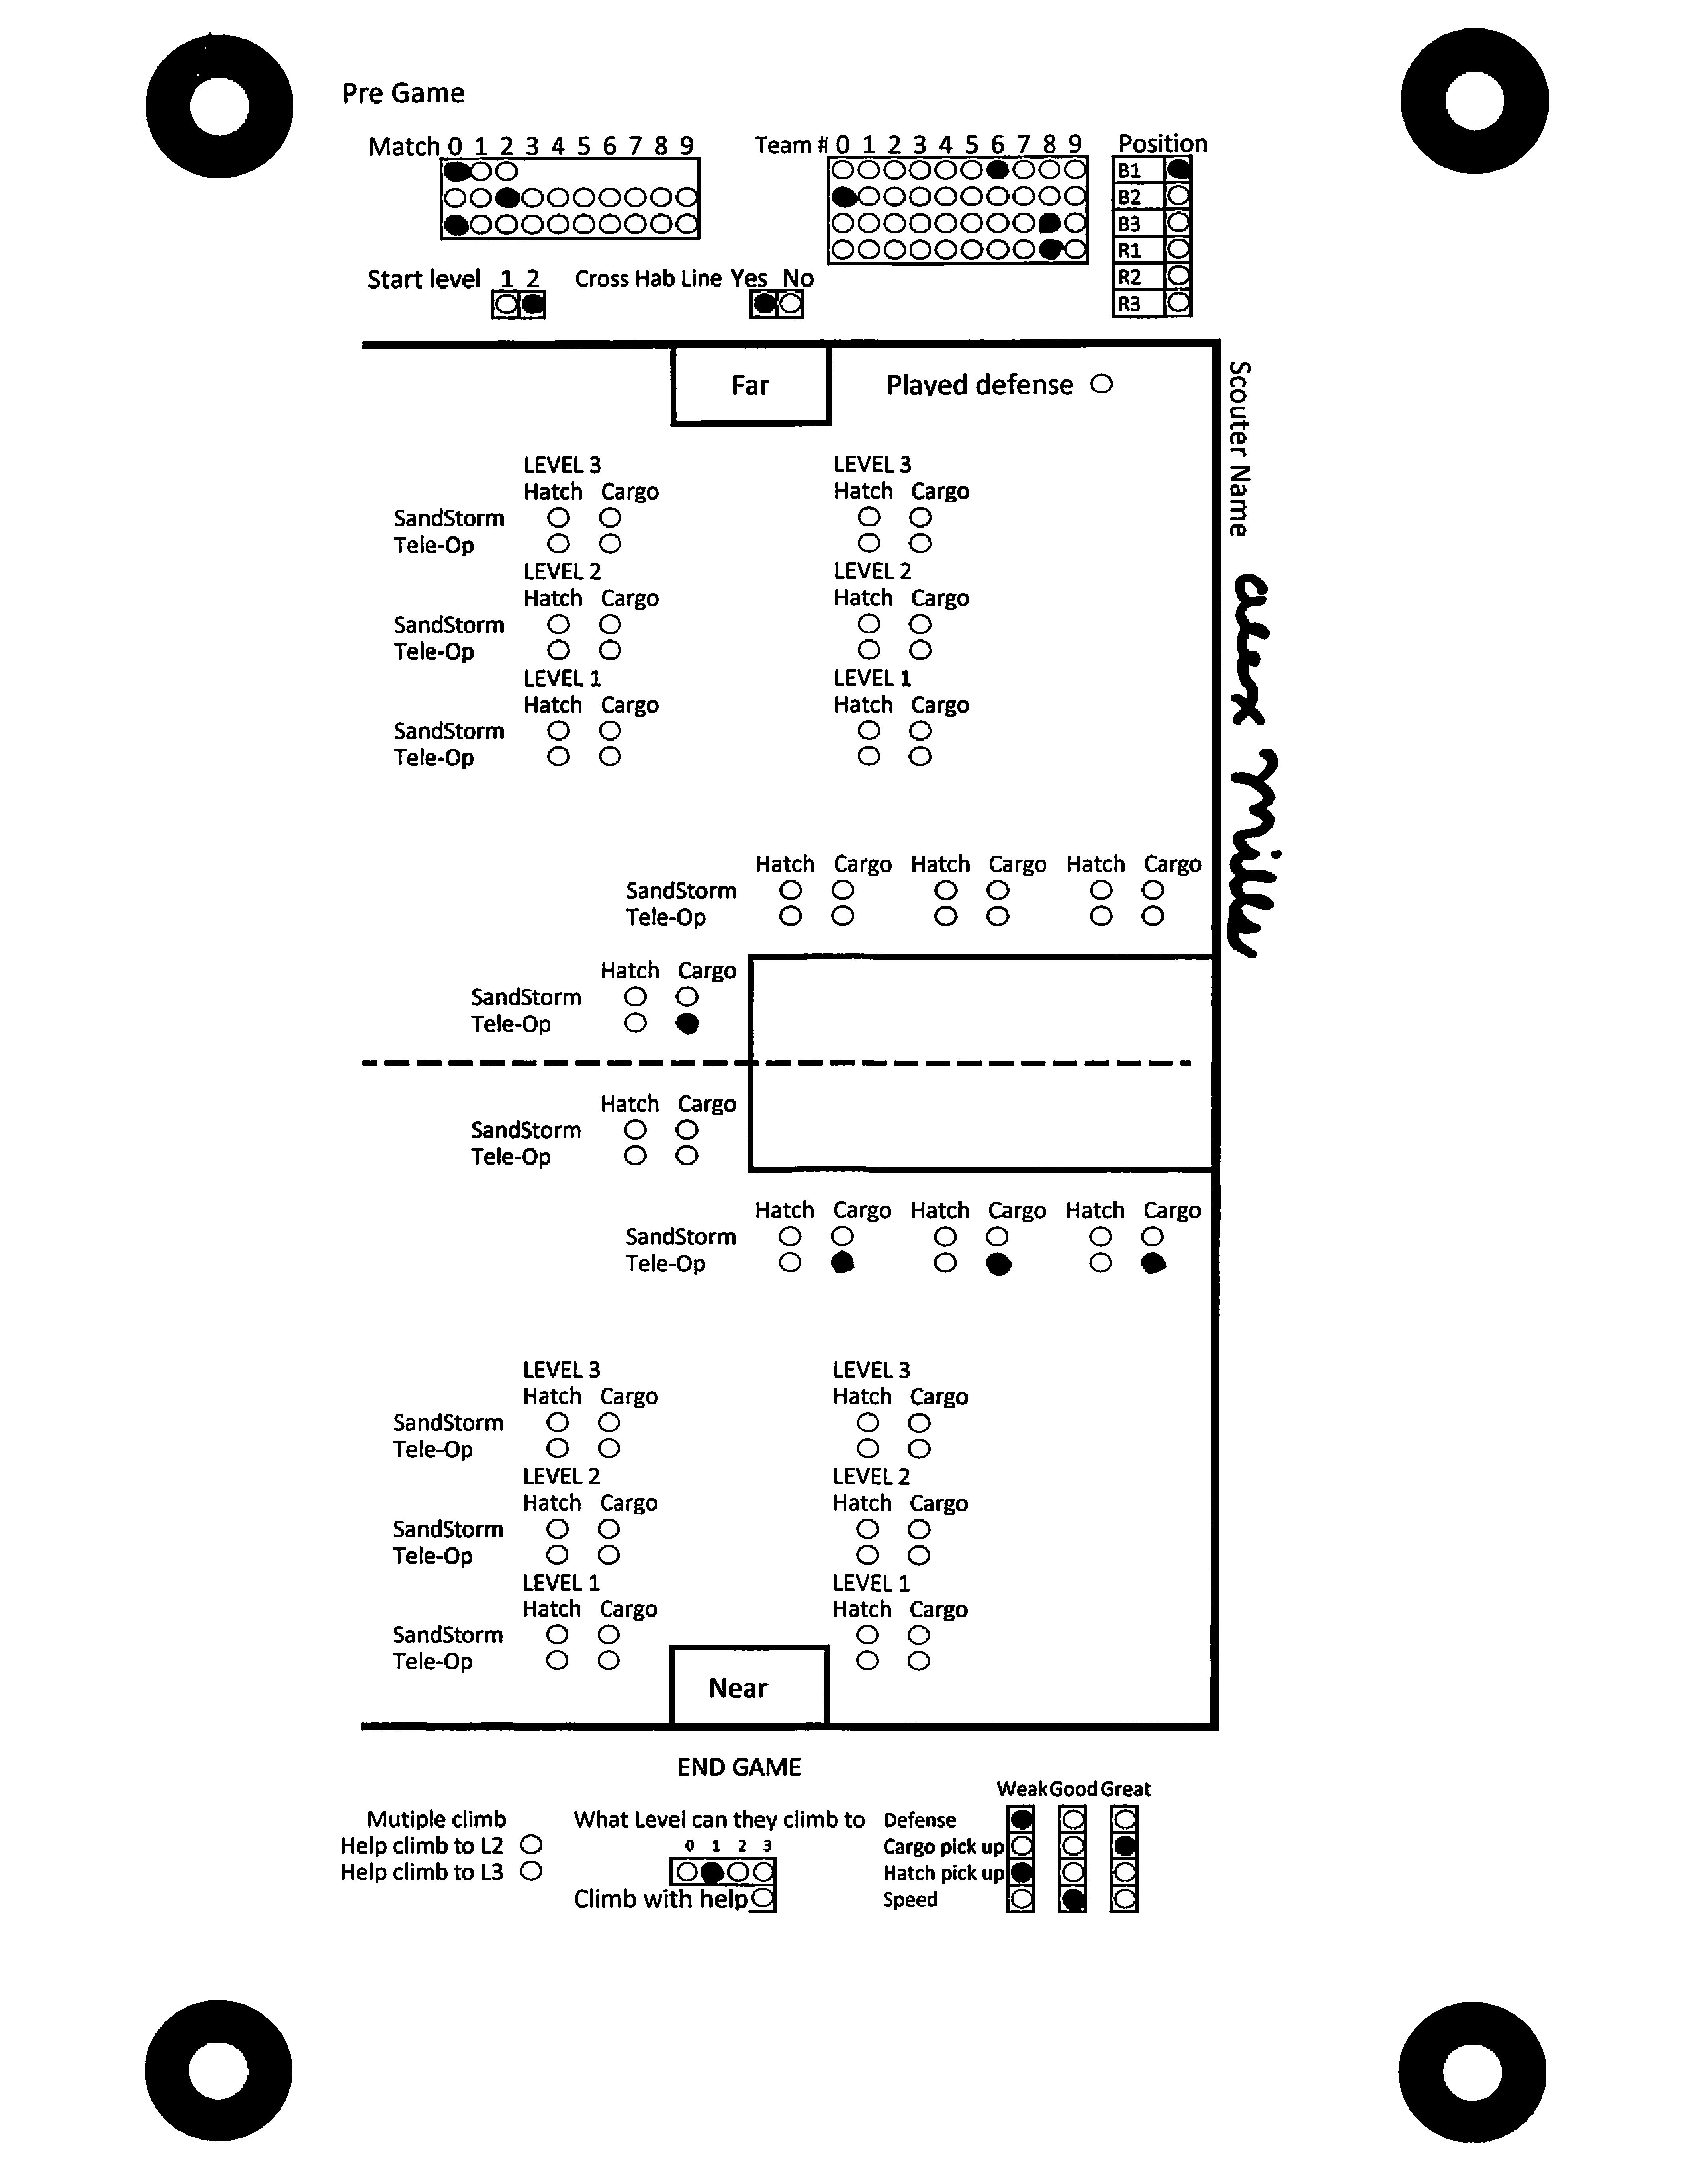 Pre Game
Match 0 1 2 3 4 5 6 7 8 9
Team # 0 1 2 3 4 5 6 7 8 9
Position
B1
B2
B3
R1
R2
R3
Start level 1 2
Cross Hab Line Yes No
Far
Played defense
Scouter Name alex Mills
LEVEL 3 LEVEL 3
Hatch Cargo Hatch Cargo
SandStorm
Tele-Op
LEVEL 2 LEVEL 2
Hatch Cargo Hatch Cargo
SandStorm
Tele-Op
LEVEL 1 LEVEL 1
Hatch Cargo Hatch Cargo
SandStorm
Tele-Op
Hatch Cargo Hatch Cargo Hatch Cargo
SandStorm
Tele-Op
Hatch Cargo
SandStorm
Tele-Op
Hatch Cargo
SandStorm
Tele-Op
Hatch Cargo Hatch Cargo Hatch Cargo
SandStorm
Tele-Op
LEVEL 3 LEVEL 3
Hatch Cargo Hatch Cargo
SandStorm
Tele-Op
LEVEL 2 LEVEL 2
Hatch Cargo Hatch Cargo
SandStorm
Tele-Op
LEVEL 1 LEVEL 1
Hatch Cargo Hatch Cargo
SandStorm
Tele-Op
Near
END GAME
Mutiple climb
Help climb to L2
Help climb to L3
What Level can they climb to
0 1 2 3
Climb with help
Weak Good Great
Defense
Cargo pick up
Hatch pick up
Speed